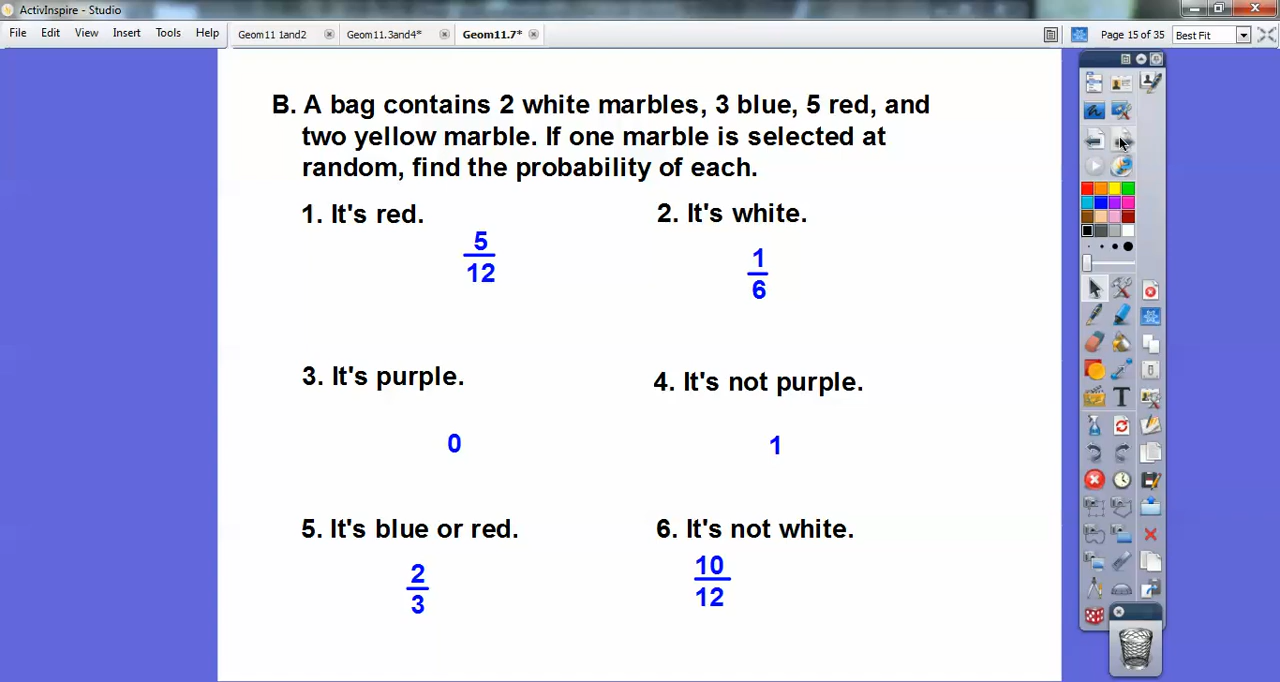 ActivInspire - Studio
File Edit View Insert Tools Help
Geom11 1and2 Geom11.3and4* Geom11.7* Page 15 of 35 Best Fit
B. A bag contains 2 white marbles, 3 blue, 5 red, and
two yellow marble. If one marble is selected at
random, find the probability of each.
1. It's red. 2. It's white.
5
12
1
6
3. It's purple. 4. It's not purple.
0 1
5. It's blue or red. 6. It's not white.
2
3
10
12